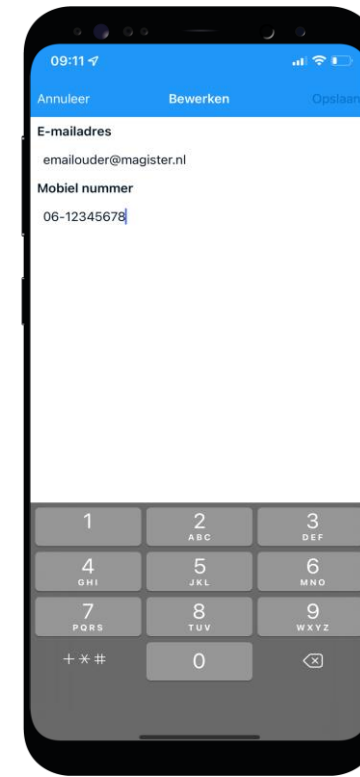 09:11
Annuleer Bewerken Opslaan
E-mailadres
emailouder@magister.nl
Mobiel nummer
06-12345678
1 2 3
ABC DEF
4 5 6
GHI JKL MNO
7 8 9
PQRS TUV WXYZ
+*# 0